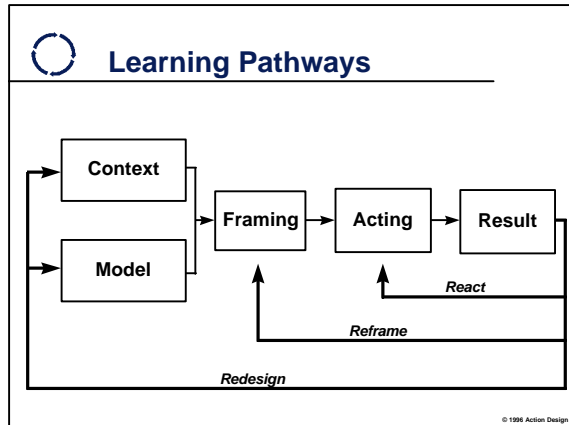 Learning Pathways
Context
Framing
Acting
Result
Model
React
Reframe
Redesign
© 1996 Action Design